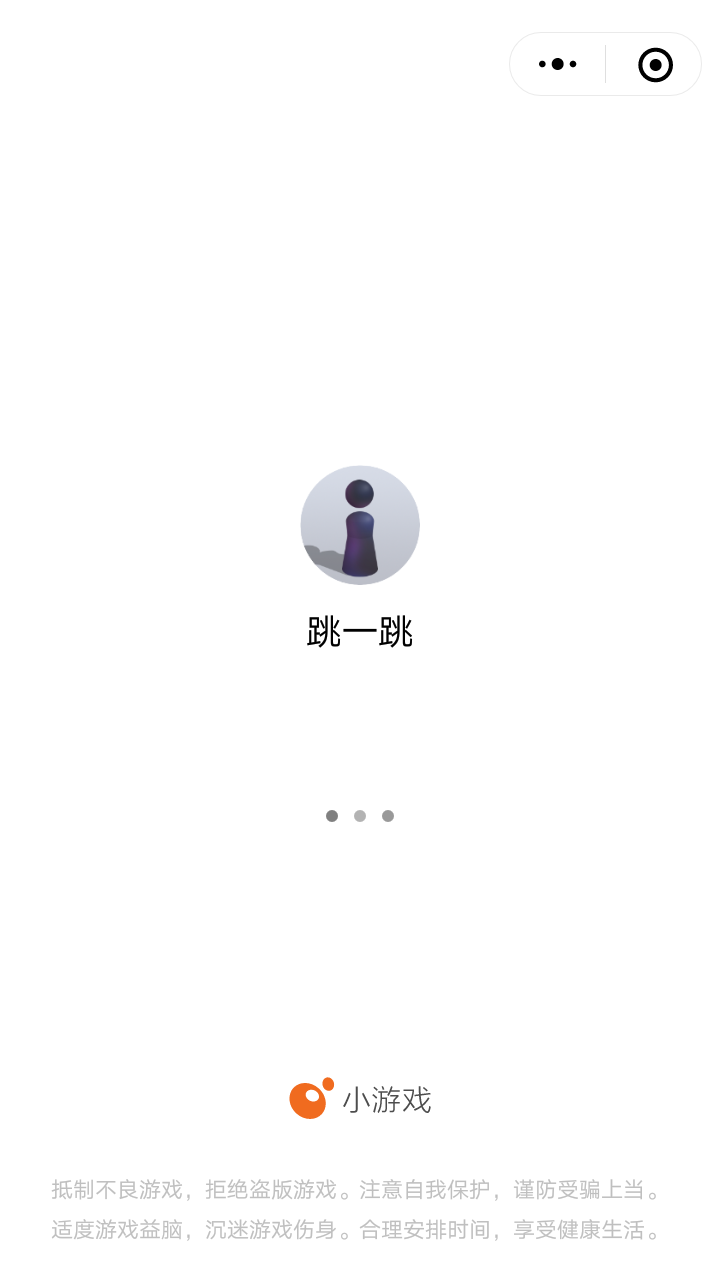 跳一跳
小游戏
抵制不良游戏，拒绝盗版游戏。注意自我保护，谨防受骗上当。
适度游戏益脑，沉迷游戏伤身。合理安排时间，享受健康生活。